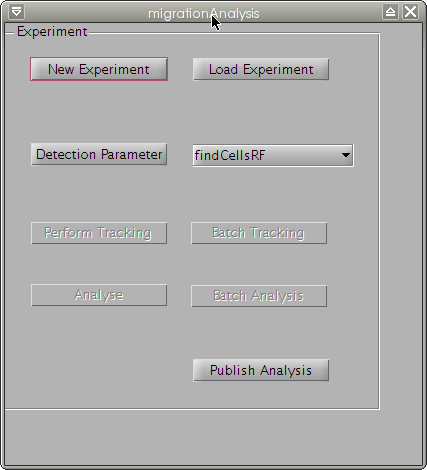 migrationAnalysis
Experiment
New Experiment
Load Experiment
Detection Parameter
findCellsRF
Perform Tracking
Batch Tracking
Analyse
Batch Analysis
Publish Analysis